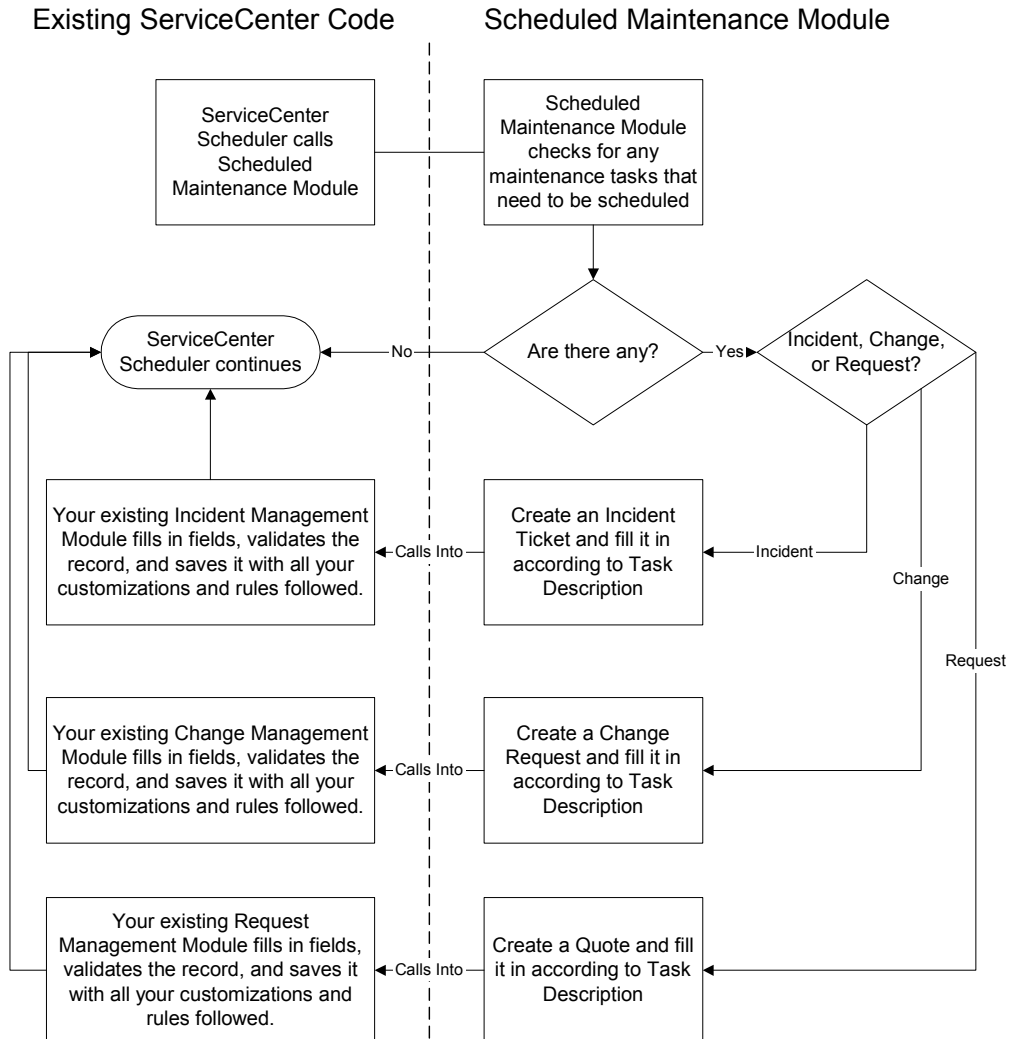 Existing ServiceCenter Code
Scheduled Maintenance Module
ServiceCenter
Scheduler calls
Scheduled
Maintenance Module
Scheduled
Maintenance Module
checks for any
maintenance tasks that
need to be scheduled
ServiceCenter
Scheduler continues
No
Are there any?
Yes
Incident, Change,
or Request?
Your existing Incident Management
Module fills in fields, validates the
record, and saves it with all your
customizations and rules followed.
Calls Into
Create an Incident
Ticket and fill it in
according to Task
Description
Incident
Change
Request
Your existing Change Management
Module fills in fields, validates the
record, and saves it with all your
customizations and rules followed.
Calls Into
Create a Change
Request and fill it in
according to Task
Description
Your existing Request
Management Module fills in fields,
validates the record, and saves it
with all your customizations and
rules followed.
Calls Into
Create a Quote and fill
it in according to Task
Description